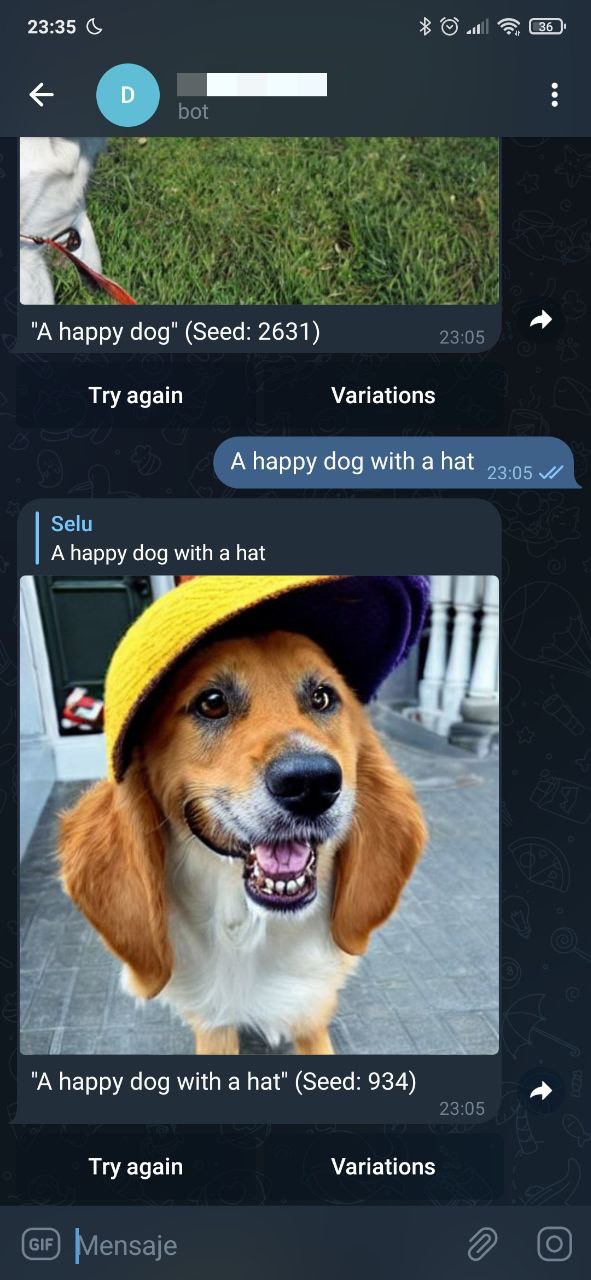 23:35
36
D
bot
"A happy dog" (Seed: 2631)
23:05
Try again
Variations
A happy dog with a hat
23:05
Selu
A happy dog with a hat
"A happy dog with a hat" (Seed: 934)
23:05
Try again
Variations
GIF
Mensaje